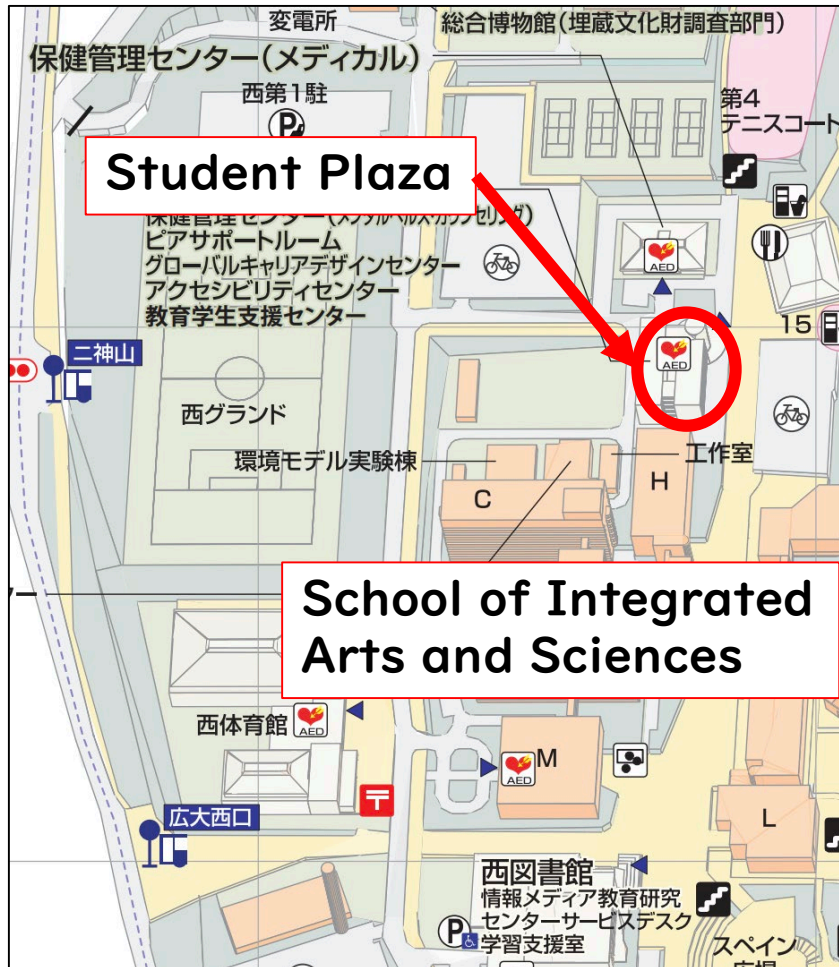 変電所
総合博物館(埋蔵文化財調査部門)
保健管理センター(メディカル)
西第1駐
P
第4
テニスコート
Student Plaza
保健管理センター(メンタルヘルス・カウンセリング)
ピアサポートルーム
グローバルキャリアデザインセンター
アクセシビリティセンター
教育学生支援センター
AED
15
二神山
AED
西グランド
環境モデル実験棟
工作室
C
H
School of Integrated
Arts and Sciences
西体育館
AED
AED
M
〒
広大西口
L
西図書館
情報メディア教育研究
センターサービスデスク
学習支援室
P
スペイン